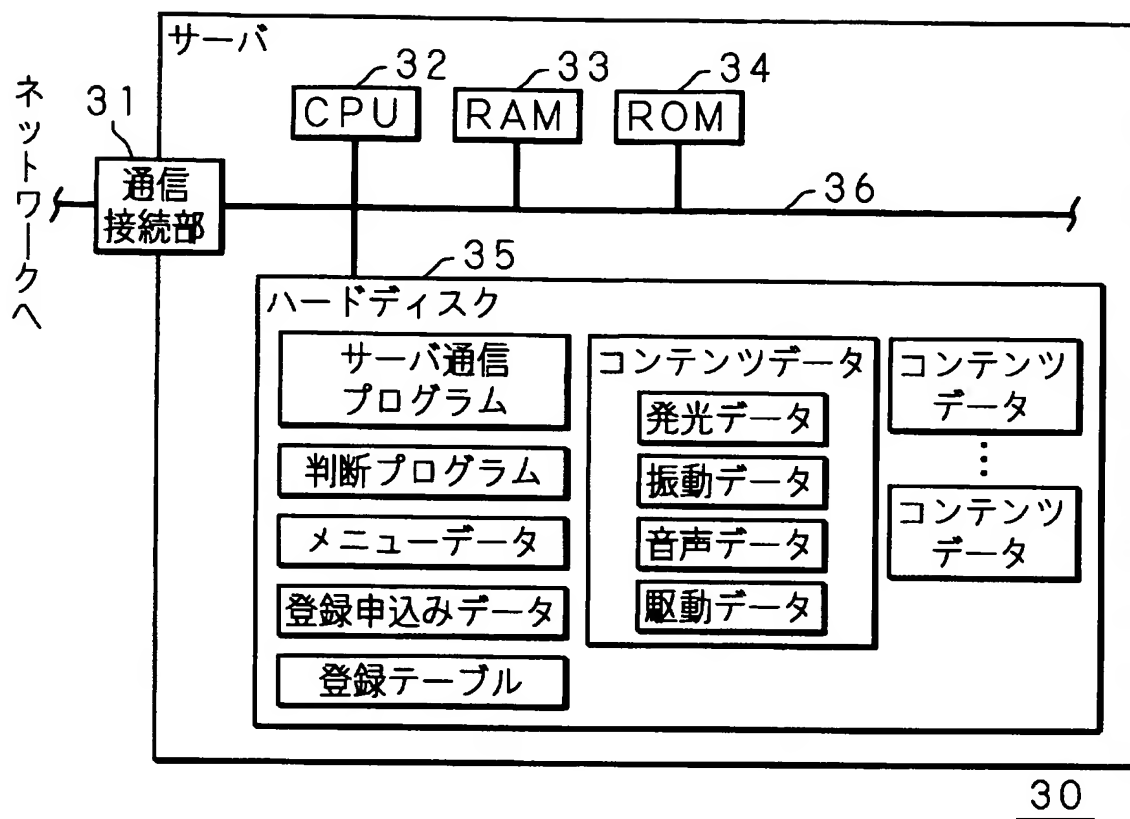 サーバ
32
33
34
CPU
RAM
ROM
ネットワークへ
31
通信
接続部
36
35
ハードディスク
サーバ通信
プログラム
判断プログラム
メニューデータ
登録申込みデータ
登録テーブル
コンテンツデータ
発光データ
振動データ
音声データ
駆動データ
コンテンツ
データ
⋮
コンテンツ
データ
30